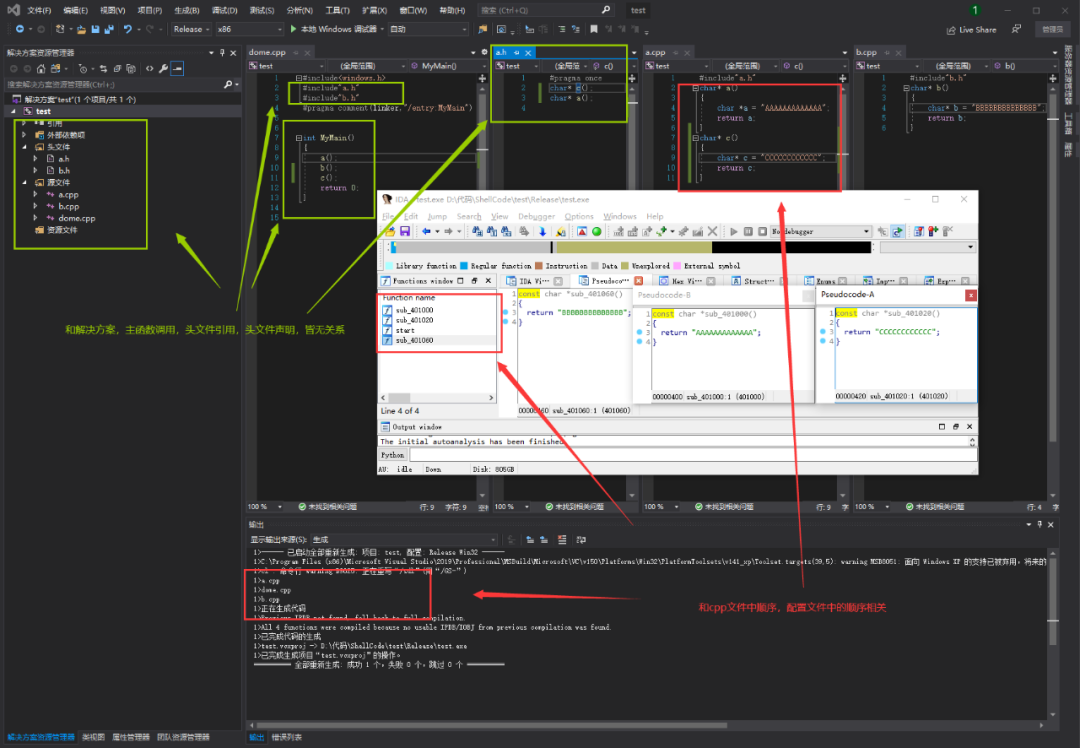 文件(F) 编辑(E) 视图(V) 项目(P) 生成(B) 调试(D) 测试(S) 分析(N) 工具(T) 扩展(X) 窗口(W) 帮助(H) 搜索 (Ctrl+Q) test
Release x86 本地 Windows 调试器 自动 Live Share 管理员
解决方案资源管理器
搜索解决方案资源管理器(Ctrl+;)
解决方案"test"(1 个项目/共 1 个)
test
引用
外部依赖项
头文件
a.h
b.h
源文件
a.cpp
b.cpp
dome.cpp
资源文件
dome.cpp
test (全局范围) MyMain()
#include<windows.h>
#include"a.h"
#include"b.h"
#pragma comment(linker,"/entry:MyMain")
int MyMain()
{
a();
b();
c();
return 0;
}
a.h
test (全局范围) c()
#pragma once
char* c();
char* a();
a.cpp
test (全局范围) c()
#include"a.h"
char* a()
{
char *a = "AAAAAAAAAAAAA";
return a;
}
char* c()
{
char* c = "CCCCCCCCCCCC";
return c;
}
b.cpp
test (全局范围) b()
#include"b.h"
char* b()
{
char* b = "BBBBBBBBBBBBBB";
return b;
}
和解决方案，主函数调用，头文件引用，头文件声明，皆无关系
IDA - test.exe D:\代码\ShellCode\test\Release\test.exe
File Edit Jump Search View Debugger Options Windows Help
No debugger
Library function Regular function Instruction Data Unexplored External symbol
Functions window IDA Vi··· Pseudoco··· Hex Vi··· Struct··· Enums Imp··· Exp···
Function name
sub_401000
sub_401020
start
sub_401060
Line 4 of 4
const char *sub_401060()
{
return "BBBBBBBBBBBBBB";
}
00000460 sub_401060:1 (401060)
Pseudocode-B
const char *sub_401000()
{
return "AAAAAAAAAAAAA";
}
00000400 sub_401000:1 (401000)
Pseudocode-A
const char *sub_401020()
{
return "CCCCCCCCCCCC";
}
00000420 sub_401020:1 (401020)
Output window
The initial autoanalysis has been finished.
Python
AU: idle Down Disk: 805GB
100 % 未找到相关问题 行: 9 字符: 9
100 % 未找到相关问题
100 % 未找到相关问题 行: 9
100 % 未找到相关问题 行: 4
输出
显示输出来源(S): 生成
1>------ 已启动全部重新生成: 项目: test, 配置: Release Win32 ------
1>C:\Program Files (x86)\Microsoft Visual Studio\2019\Professional\MSBuild\Microsoft\VC\v150\Platforms\Win32\PlatformToolsets\v141_xp\Toolset.targets(39,5): warning MSB8051: 面向 Windows XP 的支持已被弃用，将来的
1>a.cpp
1>dome.cpp
1>b.cpp
1>正在生成代码
1>Previous IPDB not found, fall back to full compilation.
1>All 4 functions were compiled because no usable IPDB/IOBJ from previous compilation was found.
1>已完成代码的生成
1>test.vcxproj -> D:\代码\ShellCode\test\Release\test.exe
1>已完成生成项目"test.vcxproj"的操作。
========== 全部重新生成: 成功 1 个，失败 0 个，跳过 0 个 ==========
和cpp文件中顺序，配置文件中的顺序相关
解决方案资源管理器 类视图 属性管理器 团队资源管理器
输出 错误列表